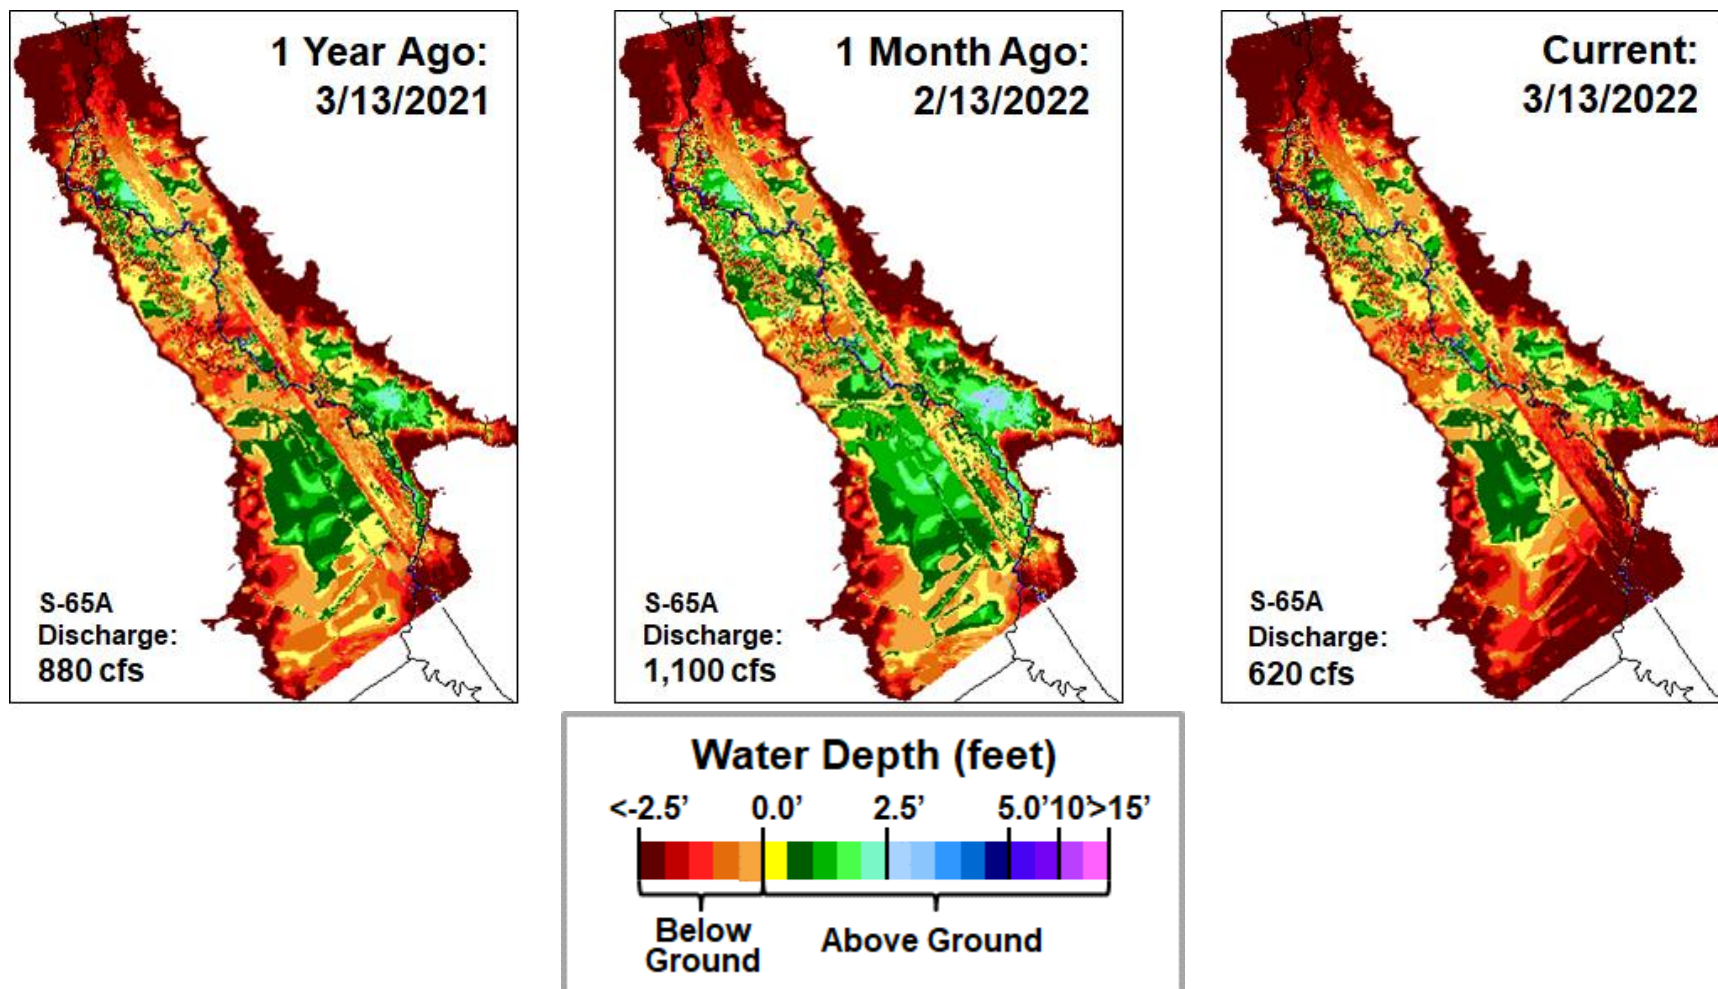 1 Year Ago:
3/13/2021
S-65A
Discharge:
880 cfs
1 Month Ago:
2/13/2022
S-65A
Discharge:
1,100 cfs
Current:
3/13/2022
S-65A
Discharge:
620 cfs
Water Depth (feet)
<-2.5’ 0.0’ 2.5’ 5.0’10’>15’
Below
Ground
Above Ground